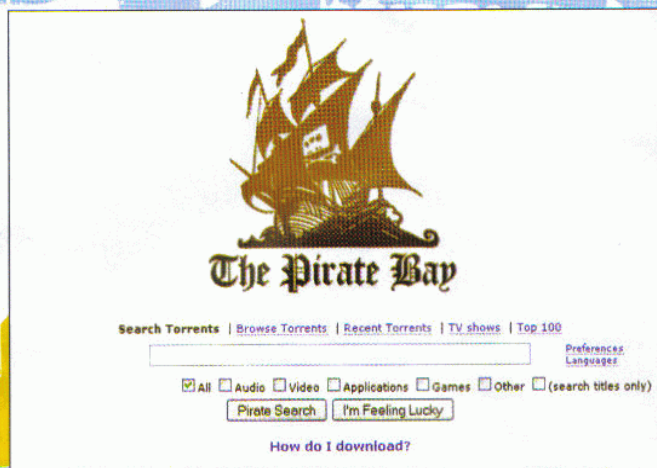 The Pirate Bay
Search Torrents | Browse Torrents | Recent Torrents | TV shows | Top 100
Preferences
Languages
All Audio Video Applications Games Other (search titles only)
Pirate Search I'm Feeling Lucky
How do I download?